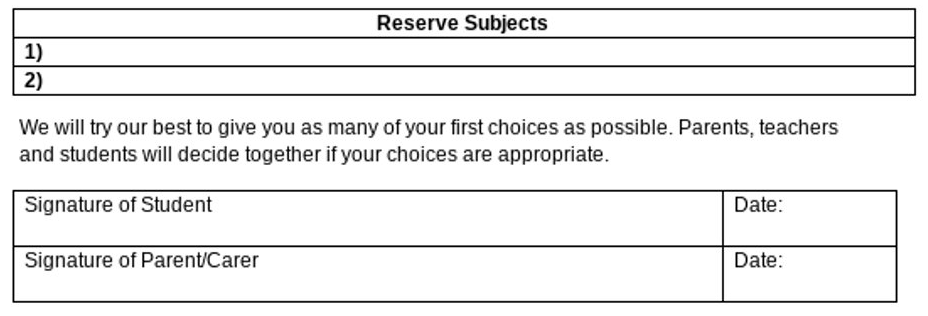 Reserve Subjects
1)
2)
We will try our best to give you as many of your first choices as possible. Parents, teachers
and students will decide together if your choices are appropriate.
Signature of Student Date:
Signature of Parent/Carer Date: